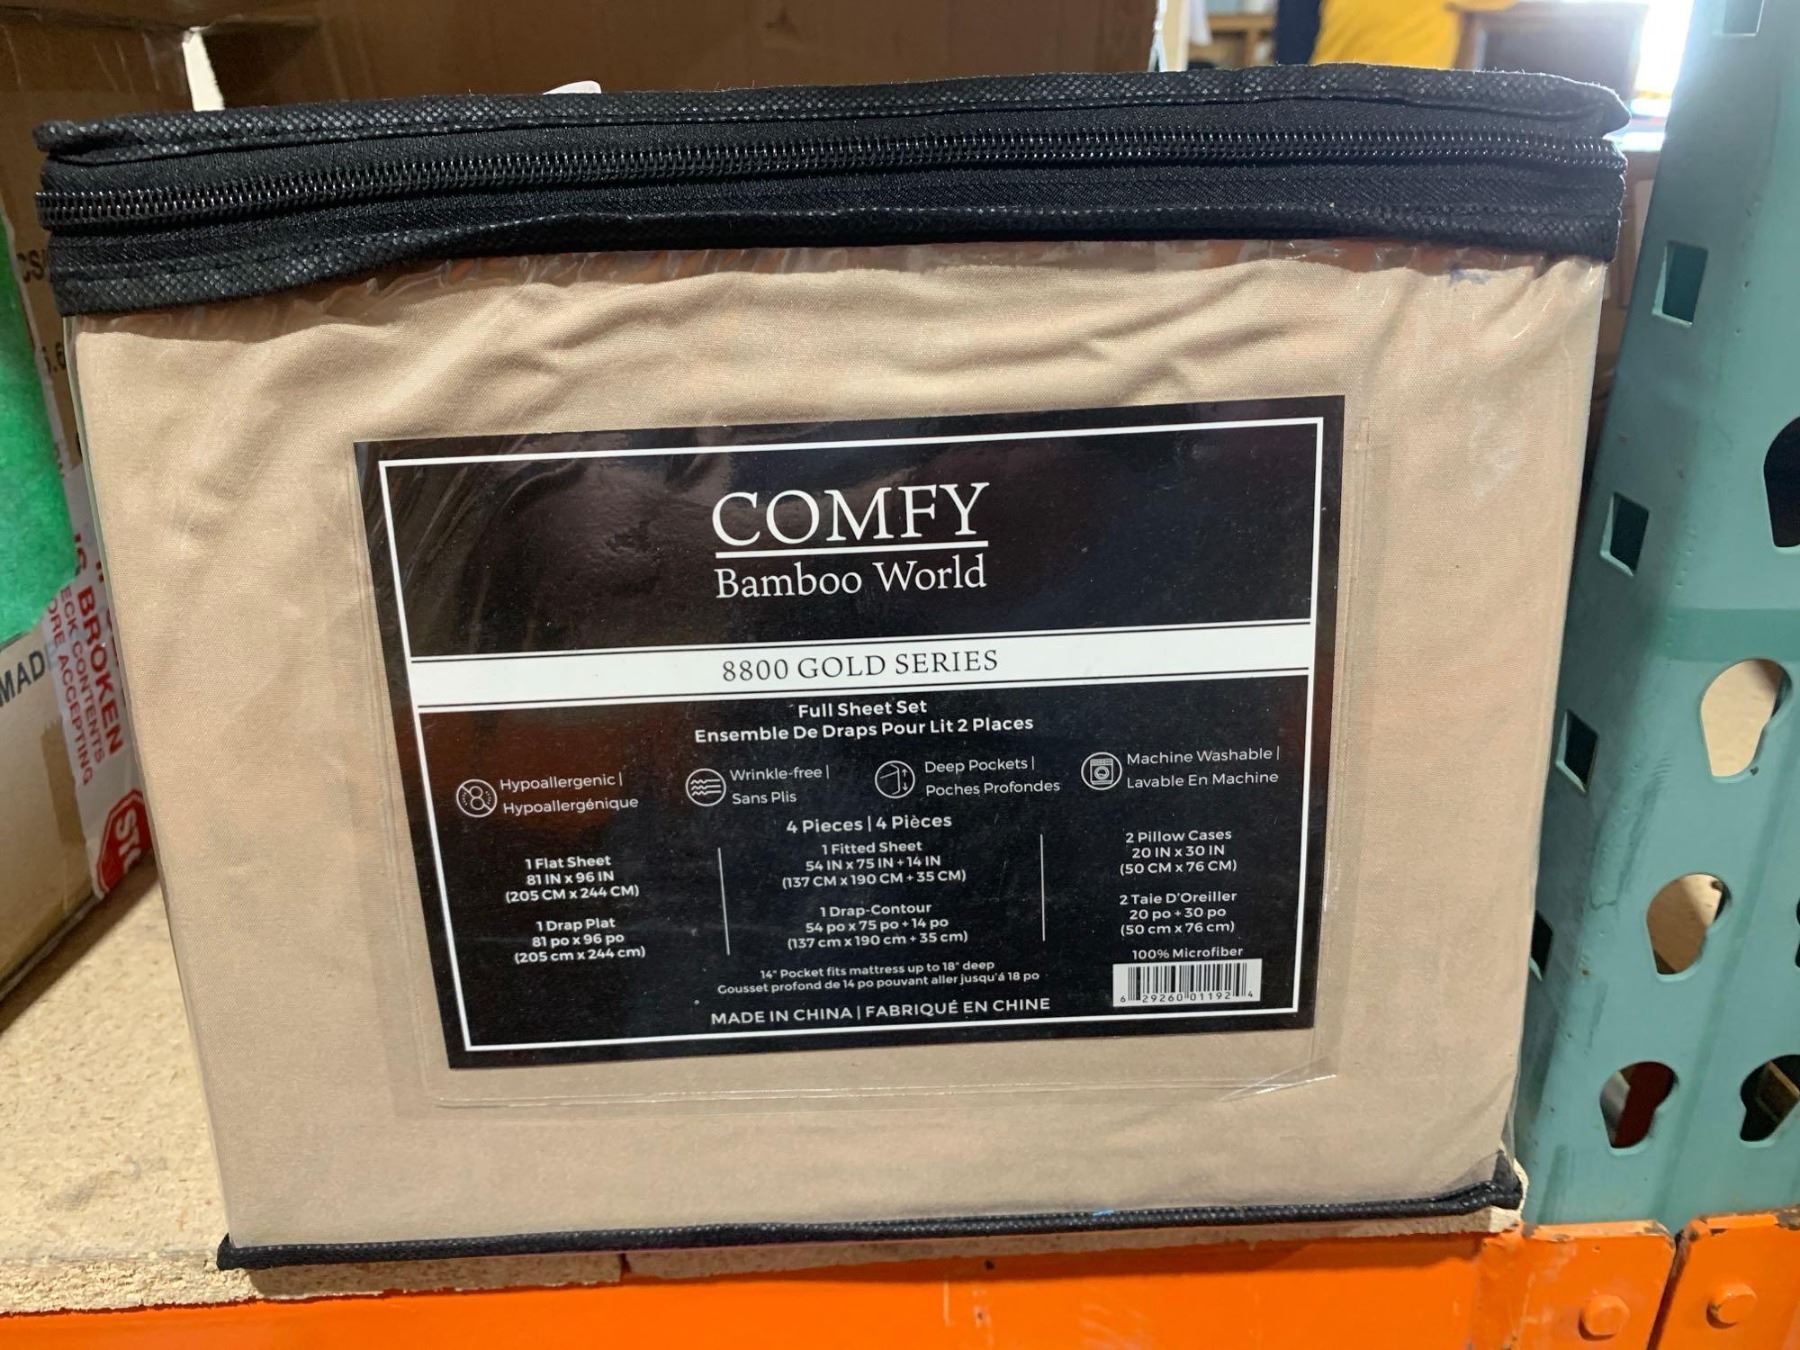 COMFY
Bamboo World
8800 GOLD SERIES
Full Sheet Set
Ensemble De Draps Pour Lit 2 Places
Hypoallergenic |
Hypoallergénique
Wrinkle-free |
Sans Plis
Deep Pockets |
Poches Profondes
Machine Washable |
Lavable En Machine
4 Pieces | 4 Pièces
1 Flat Sheet
81 IN x 96 IN
(205 CM x 244 CM)
1 Drap Plat
81 po x 96 po
(205 cm x 244 cm)
1 Fitted Sheet
54 IN x 75 IN + 14 IN
(137 CM x 190 CM + 35 CM)
1 Drap-Contour
54 po x 75 po + 14 po
(137 cm x 190 cm + 35 cm)
2 Pillow Cases
20 IN x 30 IN
(50 CM x 76 CM)
2 Taie D'Oreiller
20 po + 30 po
(50 cm x 76 cm)
14" Pocket fits mattress up to 18" deep
Gousset profond de 14 po pouvant aller jusqu'á 18 po
MADE IN CHINA | FABRIQUÉ EN CHINE
100% Microfiber
6 29260 01192 4
BROKEN
CONTENTS
ACCEPTING